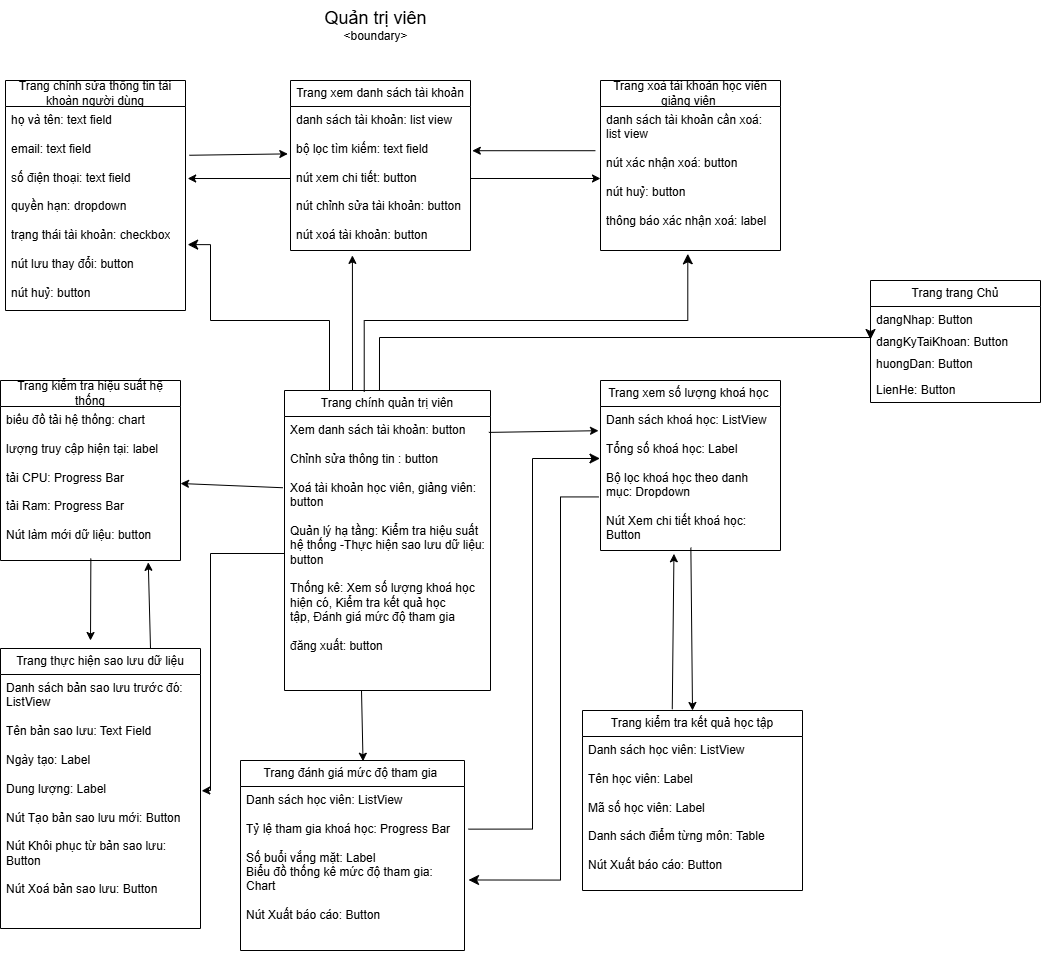 Quản trị viên
<boundary>
Trang chỉnh sửa thông tin tài
khoản người dùng
họ và tên: text field
email: text field
số điện thoại: text field
quyền hạn: dropdown
trạng thái tài khoản: checkbox
nút lưu thay đổi: button
nút huỷ: button
Trang xem danh sách tài khoản
danh sách tài khoản: list view
bộ lọc tìm kiếm: text field
nút xem chi tiết: button
nút chỉnh sửa tài khoản: button
nút xoá tài khoản: button
Trang xoá tài khoản học viên
giảng viên
danh sách tài khoản cần xoá:
list view
nút xác nhận xoá: button
nút huỷ: button
thông báo xác nhận xoá: label
Trang trang Chủ
dangNhap: Button
dangKyTaiKhoan: Button
huongDan: Button
LienHe: Button
Trang kiểm tra hiệu suất hệ
thống
biểu đồ tải hệ thống: chart
lượng truy cập hiện tại: label
tải CPU: Progress Bar
tải Ram: Progress Bar
Nút làm mới dữ liệu: button
Trang chính quản trị viên
Xem danh sách tài khoản: button
Chỉnh sửa thông tin : button
Xoá tài khoản học viên, giảng viên:
button
Quản lý hạ tầng: Kiểm tra hiệu suất
hệ thống -Thực hiện sao lưu dữ liệu:
button
Thống kê: Xem số lượng khoá học
hiện có, Kiểm tra kết quả học
tập, Đánh giá mức độ tham gia
đăng xuất: button
Trang xem số lượng khoá học
Danh sách khoá học: ListView
Tổng số khoá học: Label
Bộ lọc khoá học theo danh
mục: Dropdown
Nút Xem chi tiết khoá học:
Button
Trang thực hiện sao lưu dữ liệu
Danh sách bản sao lưu trước đó:
ListView
Tên bản sao lưu: Text Field
Ngày tạo: Label
Dung lượng: Label
Nút Tạo bản sao lưu mới: Button
Nút Khôi phục từ bản sao lưu:
Button
Nút Xoá bản sao lưu: Button
Trang đánh giá mức độ tham gia
Danh sách học viên: ListView
Tỷ lệ tham gia khoá học: Progress Bar
Số buổi vắng mặt: Label
Biểu đồ thống kê mức độ tham gia:
Chart
Nút Xuất báo cáo: Button
Trang kiểm tra kết quả học tập
Danh sách học viên: ListView
Tên học viên: Label
Mã số học viên: Label
Danh sách điểm từng môn: Table
Nút Xuất báo cáo: Button